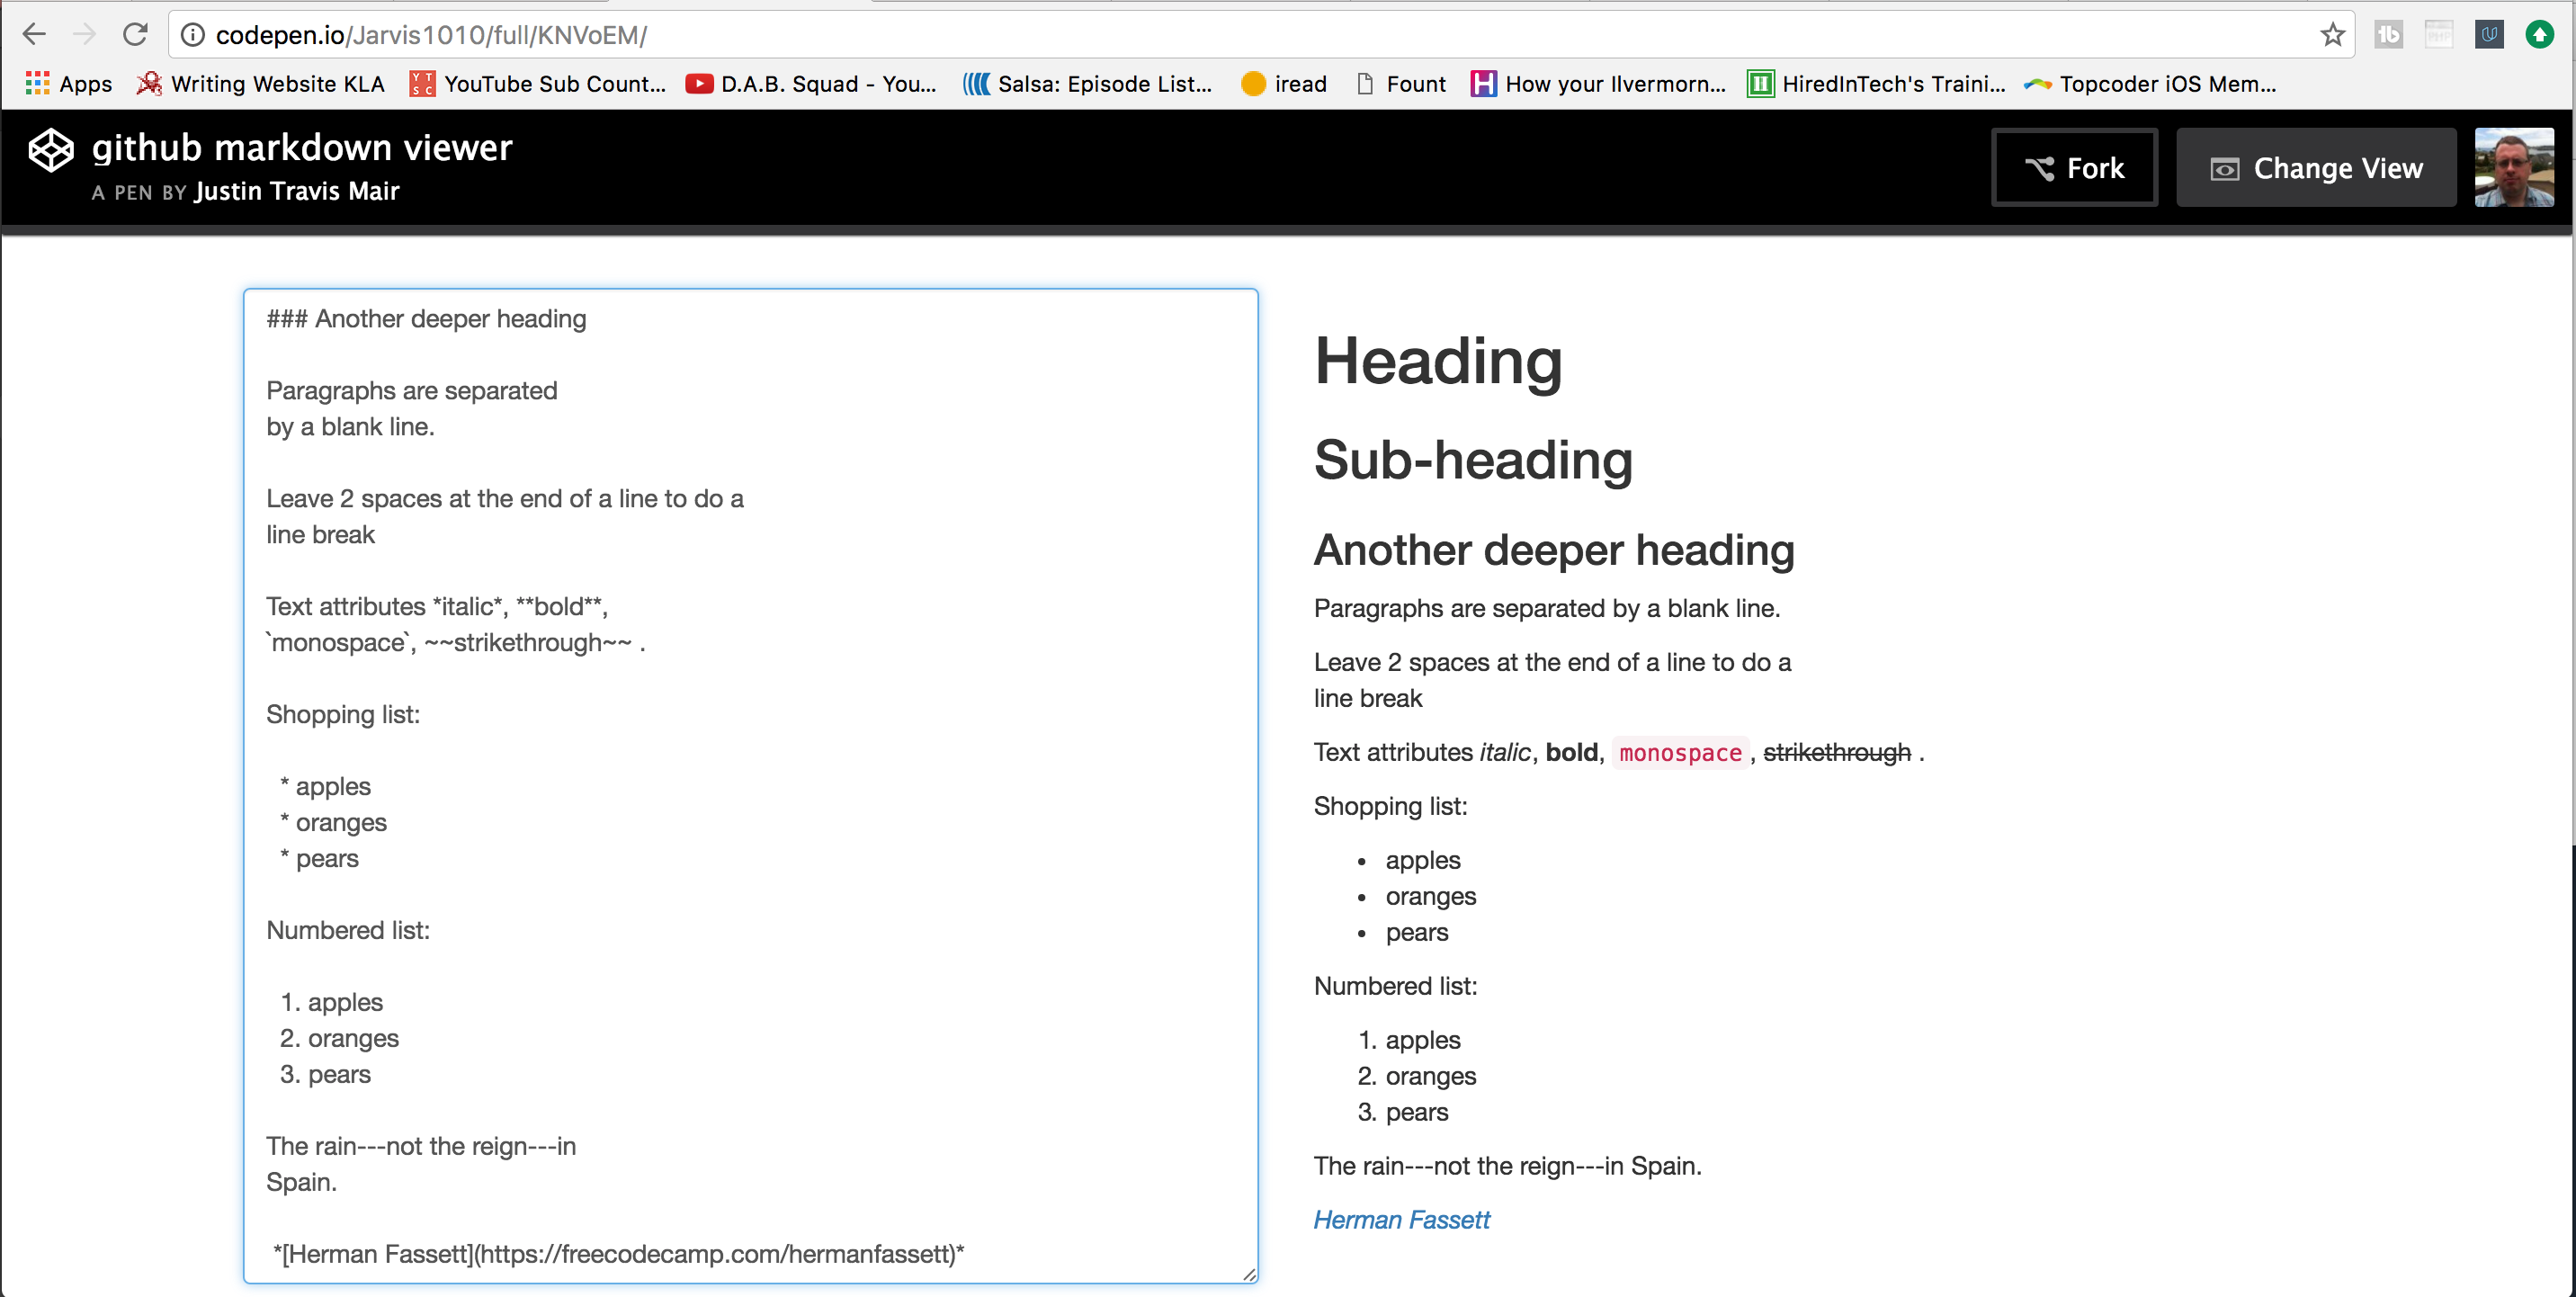 codepen.io/Jarvis1010/full/KNVoEM/
Apps Writing Website KLA YouTube Sub Count... D.A.B. Squad - You... Salsa: Episode List... iread Fount How your Ilvermorn... HiredInTech's Traini... Topcoder iOS Mem...
github markdown viewer
A PEN BY Justin Travis Mair
Fork Change View
### Another deeper heading
Paragraphs are separated
by a blank line.
Leave 2 spaces at the end of a line to do a
line break
Text attributes *italic*, **bold**,
`monospace`, ~~strikethrough~~ .
Shopping list:
* apples
* oranges
* pears
Numbered list:
1. apples
2. oranges
3. pears
The rain---not the reign---in
Spain.
*[Herman Fassett](https://freecodecamp.com/hermanfassett)*
Heading
Sub-heading
Another deeper heading
Paragraphs are separated by a blank line.
Leave 2 spaces at the end of a line to do a
line break
Text attributes italic, bold, monospace, strikethrough .
Shopping list:
• apples
• oranges
• pears
Numbered list:
1. apples
2. oranges
3. pears
The rain---not the reign---in Spain.
Herman Fassett